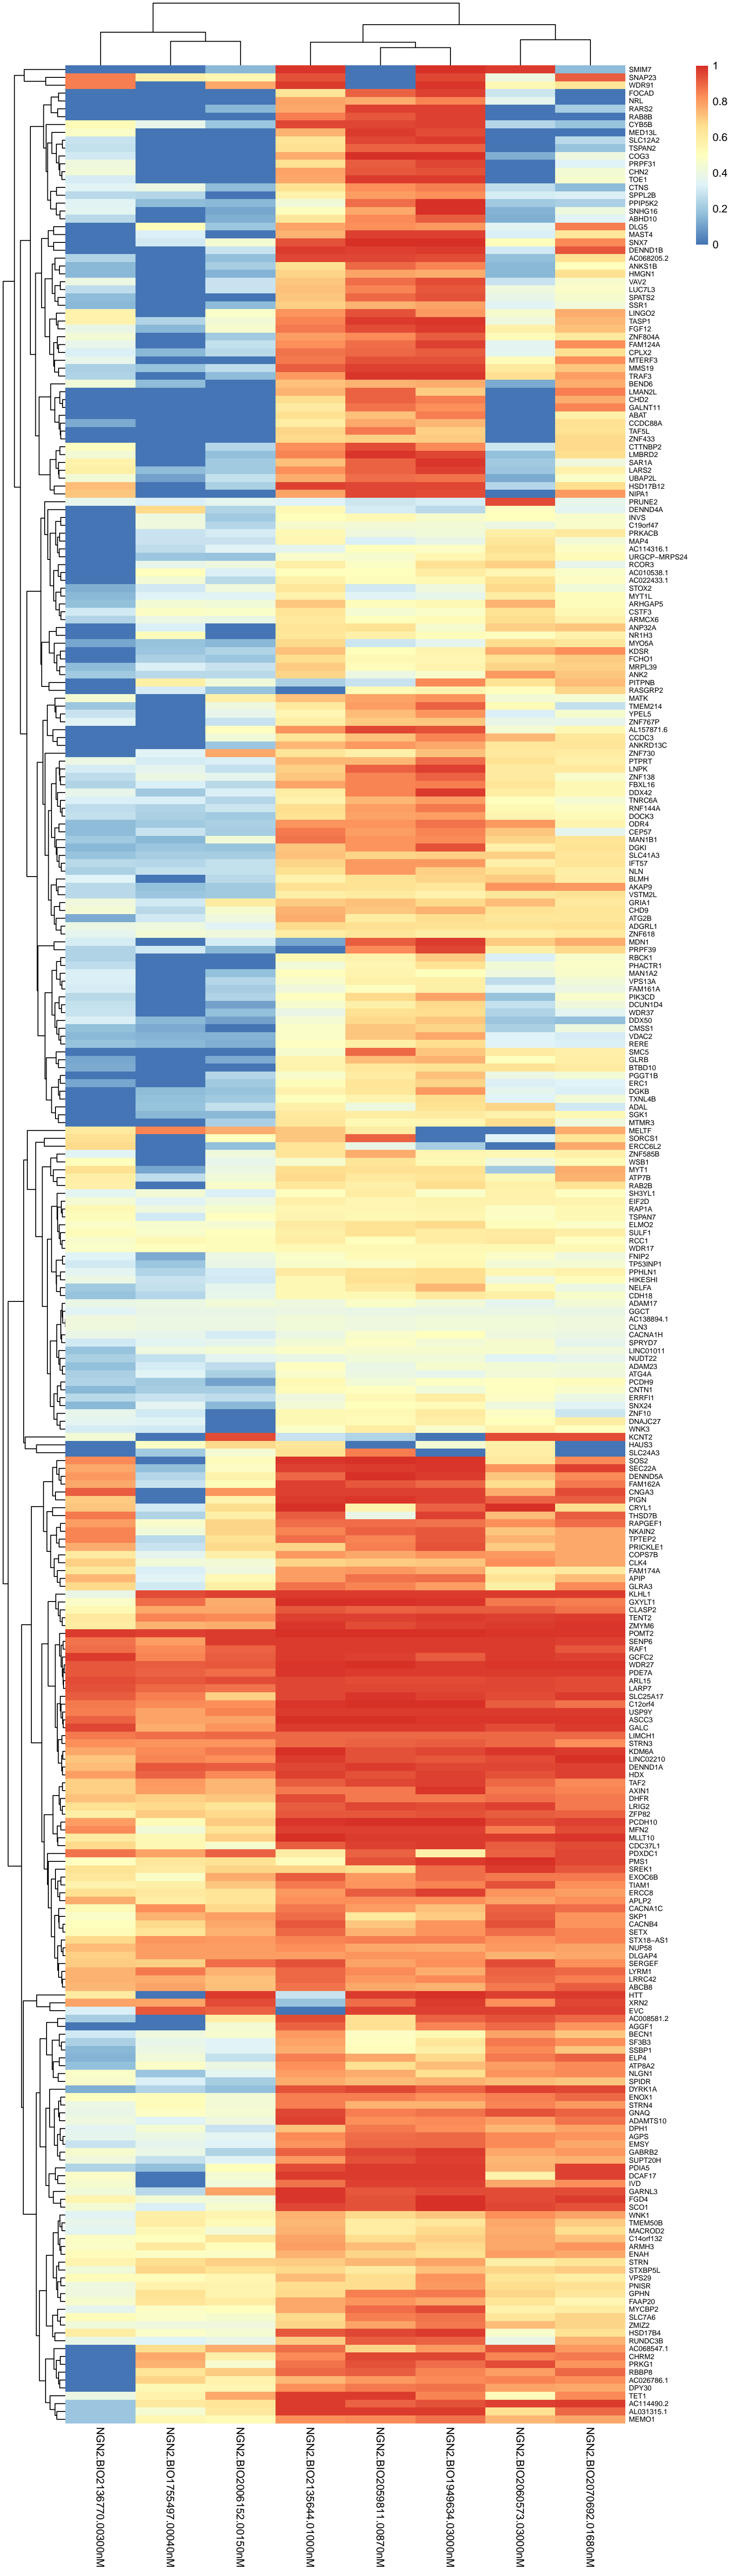 SMIM7
1
SNAP23
WDR91
FOCAD
0.8
NRL
RARS2
RAB8B
CYB5B
0.6
MED13L
SLC12A2
TSPAN2
COG3
0.4
PRPF31
CHN2
TOE1
CTNS
SPPL2B
PPIP5K2
0.2
SNHG16
ABHD10
DLG5
MAST4
SNX7
0
DENND1B
AC068205.2
ANKS1B
HMGN1
VAV2
LUC7L3
SPATS2
SSR1
LINGO2
TASP1
FGF12
ZNF804A
FAM124A
CPLX2
MTERF3
MMS19
TRAF3
BEND6
LMAN2L
CHD2
GALNT11
ABAT
CCDC88A
TAF5L
ZNF433
CTTNBP2
LMBRD2
SAR1A
LARS2
UBAP2L
HSD17B12
NIPA1
PRUNE2
DENND4A
INVS
C19orf47
PRKACB
MAP4
AC114316.1
URGCP−MRPS24
RCOR3
AC010538.1
AC022433.1
STOX2
MYT1L
ARHGAP5
CSTF3
ARMCX6
ANP32A
NR1H3
MYO5A
KDSR
FCHO1
MRPL39
ANK2
PITPNB
RASGRP2
MATK
TMEM214
YPEL5
ZNF767P
AL157871.6
CCDC3
ANKRD13C
ZNF730
PTPRT
LNPK
ZNF138
FBXL16
DDX42
TNRC6A
RNF144A
DOCK3
ODR4
CEP57
MAN1B1
DGKI
SLC41A3
IFT57
NLN
BLMH
AKAP9
VSTM2L
GRIA1
CHD9
ATG2B
ADGRL1
ZNF618
MDN1
PRPF39
RBCK1
PHACTR1
MAN1A2
VPS13A
FAM161A
PIK3CD
DCUN1D4
WDR37
DDX50
CMSS1
VDAC2
RERE
SMC5
GLRB
BTBD10
PGGT1B
ERC1
DGKB
TXNL4B
ADAL
SGK1
MTMR3
MELTF
SORCS1
ERCC6L2
ZNF585B
WSB1
MYT1
ATP7B
RAB2B
SH3YL1
EIF2D
RAP1A
TSPAN7
ELMO2
SULF1
RCC1
WDR17
FNIP2
TP53INP1
PPHLN1
HIKESHI
NELFA
CDH18
ADAM17
GGCT
AC138894.1
CLN3
CACNA1H
SPRYD7
LINC01011
NUDT22
ADAM23
ATG4A
PCDH9
CNTN1
ERRFI1
SNX24
ZNF10
DNAJC27
WNK3
KCNT2
HAUS3
SLC24A3
SOS2
SEC22A
DENND5A
FAM162A
CNGA3
PIGN
CRYL1
THSD7B
RAPGEF1
NKAIN2
TPTEP2
PRICKLE1
COPS7B
CLK4
FAM174A
APIP
GLRA3
KLHL1
GXYLT1
CLASP2
TENT2
ZMYM6
POMT2
SENP6
RAF1
GCFC2
WDR27
PDE7A
ARL15
LARP7
SLC25A17
C12orf4
USP9Y
ASCC3
GALC
LIMCH1
STRN3
KDM6A
LINC02210
DENND1A
HDX
TAF2
AXIN1
DHFR
LRIG2
ZFP82
PCDH10
MFN2
MLLT10
CDC37L1
PDXDC1
PMS1
SREK1
EXOC6B
TIAM1
ERCC8
APLP2
CACNA1C
SKP1
CACNB4
SETX
STX18−AS1
NUP58
DLGAP4
SERGEF
LYRM1
LRRC42
ABCB8
HTT
XRN2
EVC
AC008581.2
AGGF1
BECN1
SF3B3
SSBP1
ELP4
ATP8A2
NLGN1
SPIDR
DYRK1A
ENOX1
STRN4
GNAQ
ADAMTS10
DPH1
AGPS
EMSY
GABRB2
SUPT20H
PDIA5
DCAF17
IVD
GARNL3
FGD4
SCO1
WNK1
TMEM50B
MACROD2
C14orf132
ARMH3
ENAH
STRN
STXBP5L
VPS29
PNISR
GPHN
FAAP20
MYCBP2
SLC7A6
ZMIZ2
HSD17B4
RUNDC3B
AC068547.1
CHRM2
PRKG1
RBBP8
AC026786.1
DPY30
TET1
AC114490.2
AL031315.1
MEMO1
NGN2.BIO2136770.00300nM
NGN2.BIO1755497.00040nM
NGN2.BIO2006152.00150nM
NGN2.BIO2135644.01000nM
NGN2.BIO2059811.00870nM
NGN2.BIO1949634.03000nM
NGN2.BIO2060573.03000nM
NGN2.BIO2070692.01680nM